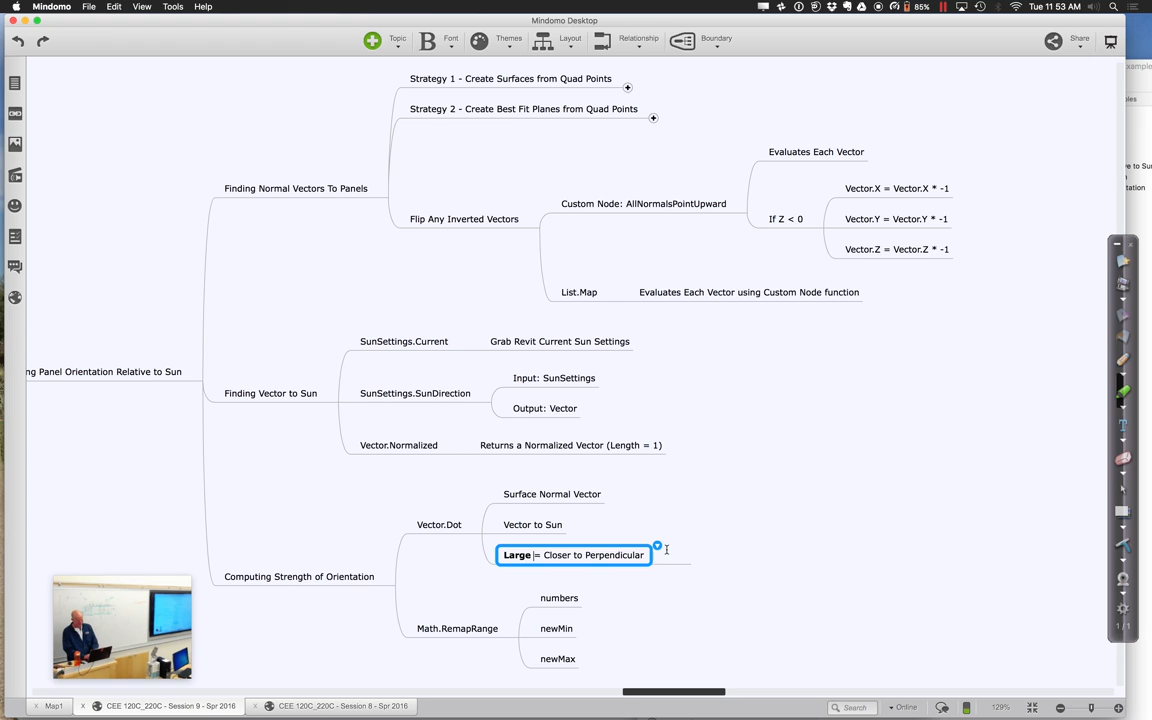 Mindomo File Edit View Tools Help 85% Tue 11 53 AM
Mindomo Desktop
Topic Font Themes Layout Relationship Boundary Share
Strategy 1 - Create Surfaces from Quad Points
Strategy 2 - Create Best Fit Planes from Quad Points
Evaluates Each Vector
Finding Normal Vectors To Panels
Vector.X = Vector.X * -1
Custom Node: AllNormalsPointUpward
Flip Any Inverted Vectors
If Z < 0
Vector.Y = Vector.Y * -1
Vector.Z = Vector.Z * -1
List.Map
Evaluates Each Vector using Custom Node function
SunSettings.Current
Grab Revit Current Sun Settings
ng Panel Orientation Relative to Sun
Input: SunSettings
Finding Vector to Sun
SunSettings.SunDirection
Output: Vector
Vector.Normalized
Returns a Normalized Vector (Length = 1)
Surface Normal Vector
Vector.Dot
Vector to Sun
Large = Closer to Perpendicular
Computing Strength of Orientation
numbers
Math.RemapRange
newMin
newMax
1 / 1
x Map1
x CEE 120C_220C - Session 9 - Spr 2016
x CEE 120C_220C - Session 8 - Spr 2016
Search
Online
129%